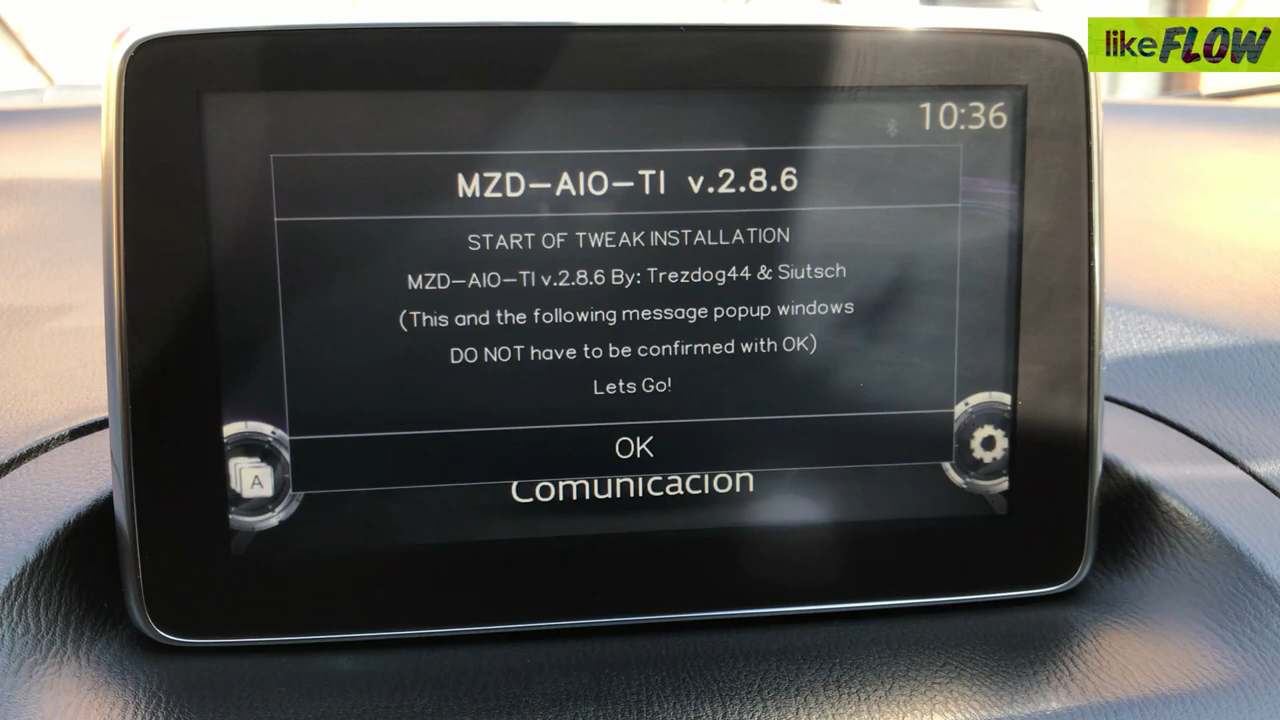 likeFLOW
10:36
MZD-AIO-TI v.2.8.6
START OF TWEAK INSTALLATION
MZD-AIO-TI v.2.8.6 By: Trezdog44 & Siutsch
(This and the following message popup windows
DO NOT have to be confirmed with OK)
Lets Go!
OK
A
Comunicación